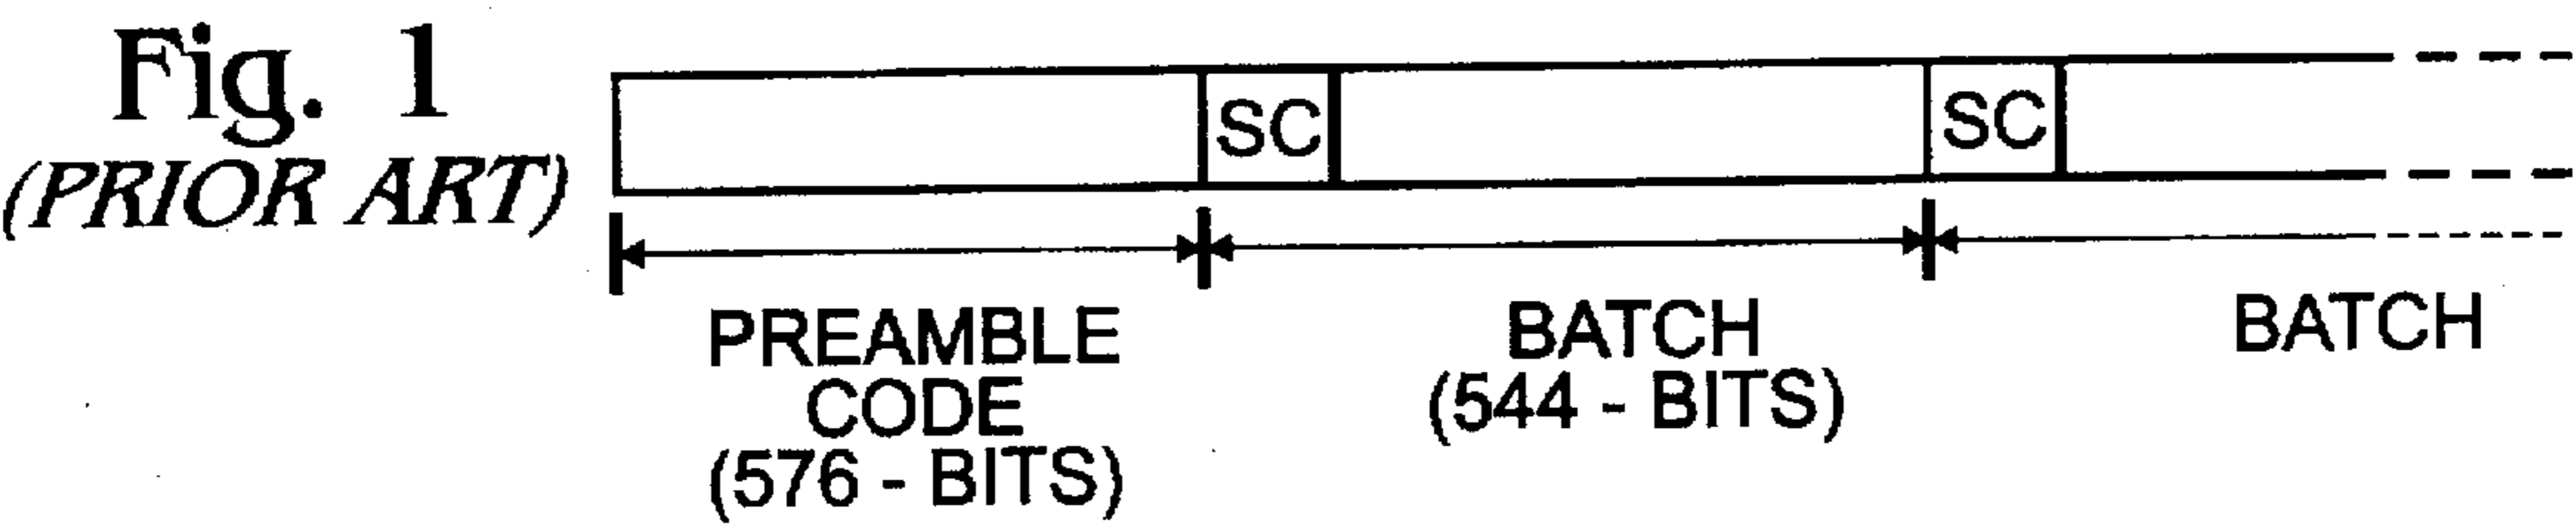 Fig. 1
(PRIOR ART)
SC
SC
PREAMBLE
CODE
(576 - BITS)
BATCH
(544 - BITS)
BATCH